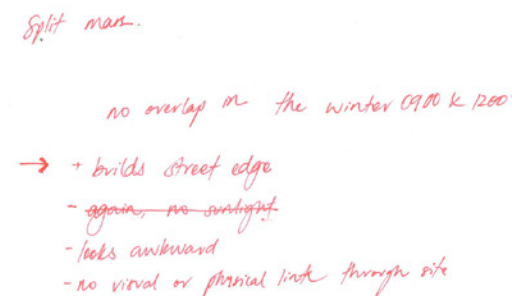 Split mass.
no overlap in the winter 0900 & 1200
→ + builds street edge
- again, no sunlight
- looks awkward
- no visual or physical link through site